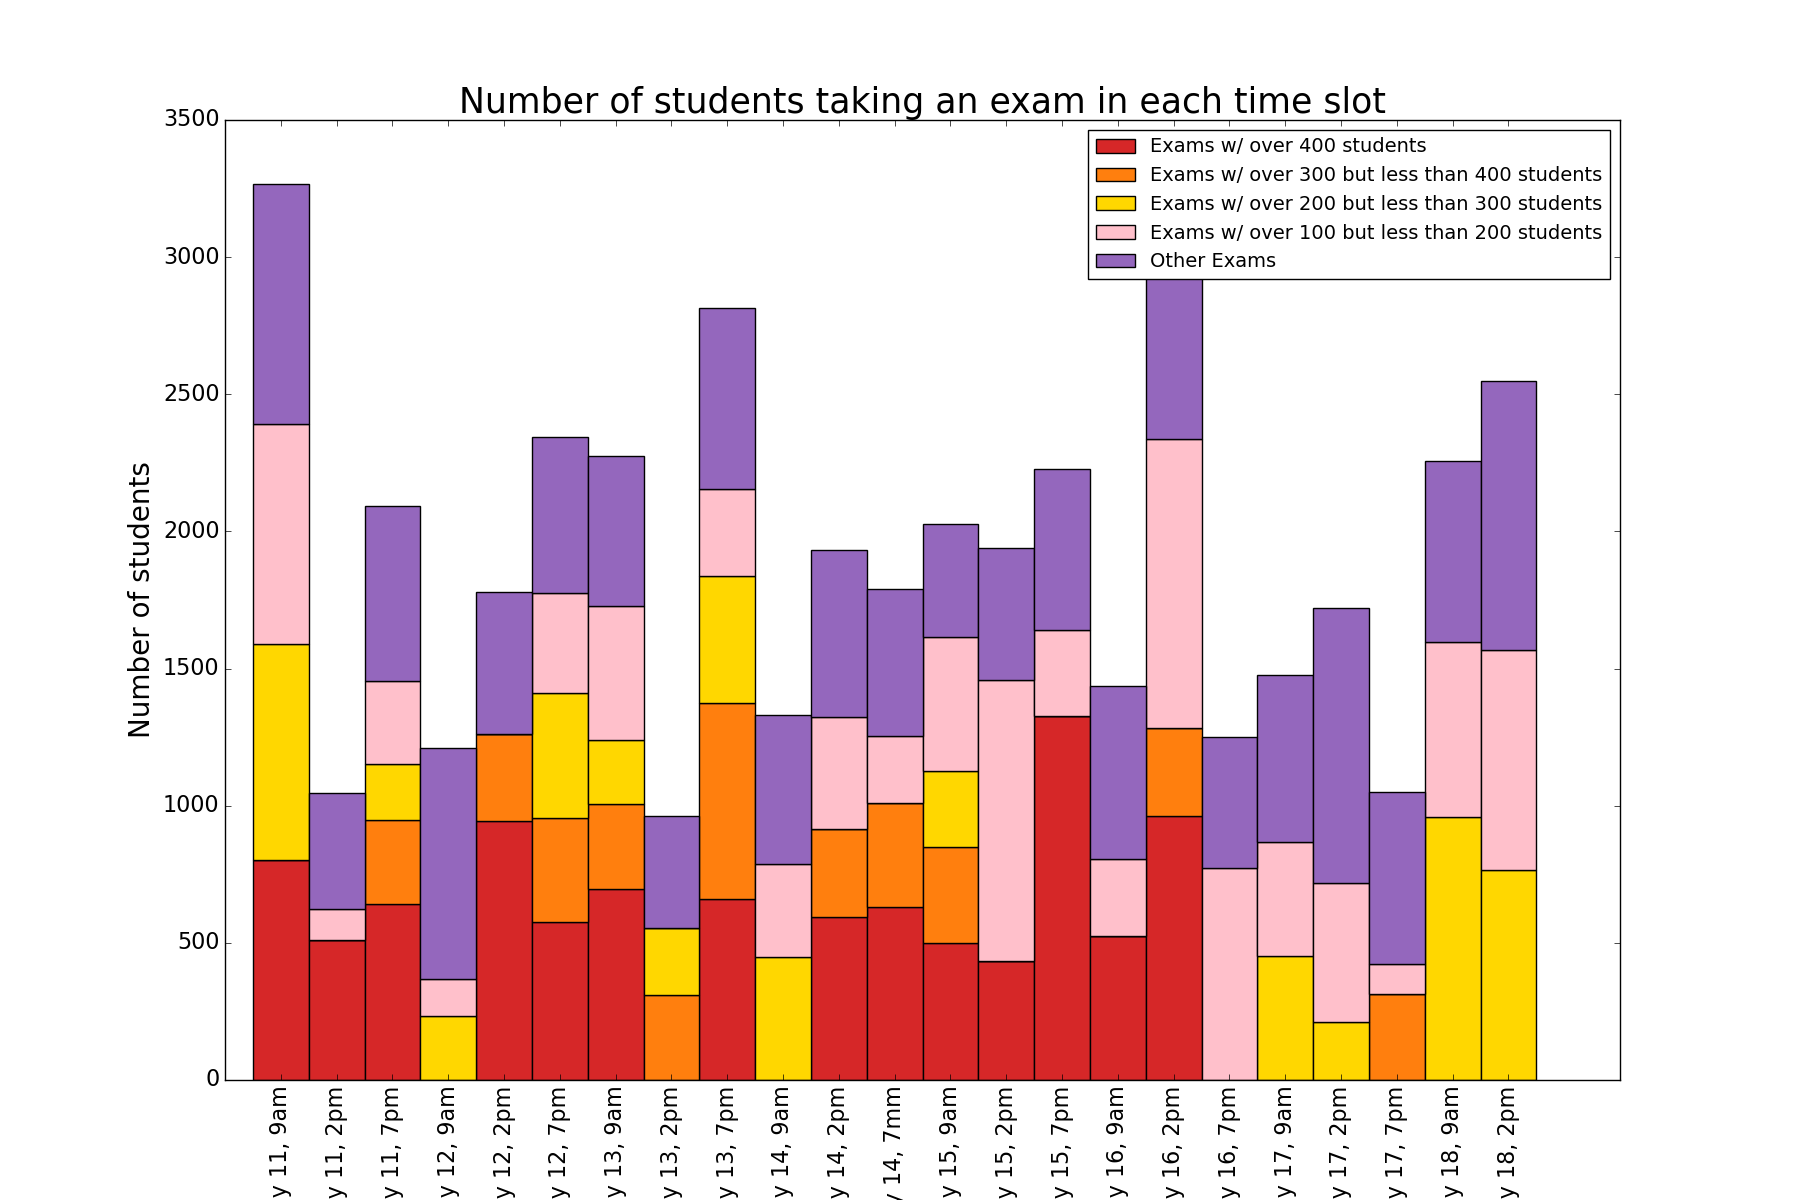 Number of students taking an exam in each time slot
Exams w/ over 400 students
Exams w/ over 300 but less than 400 students
Exams w/ over 200 but less than 300 students
Exams w/ over 100 but less than 200 students
Other Exams
Number of students
3500
3000
2500
2000
1500
1000
500
0
y 11, 9am
y 11, 2pm
y 11, 7pm
y 12, 9am
y 12, 2pm
y 12, 7pm
y 13, 9am
y 13, 2pm
y 13, 7pm
y 14, 9am
y 14, 2pm
y 14, 7mm
y 15, 9am
y 15, 2pm
y 15, 7pm
y 16, 9am
y 16, 2pm
y 16, 7pm
y 17, 9am
y 17, 2pm
y 17, 7pm
y 18, 9am
y 18, 2pm